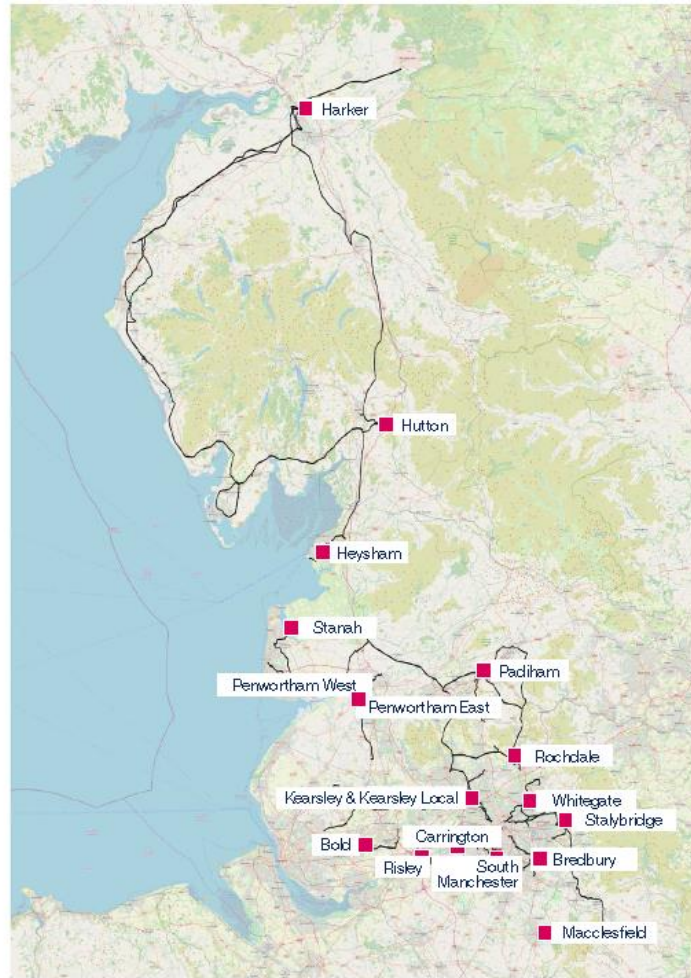 Harker
Hutton
Heysham
Stanah
Padiham
Penwortham West
Penwortham East
Rochdale
Kearsley & Kearsley Local
Whitegate
Stalybridge
Carrington
Bold
Risley
South
Manchester
Bredbury
Macclesfield